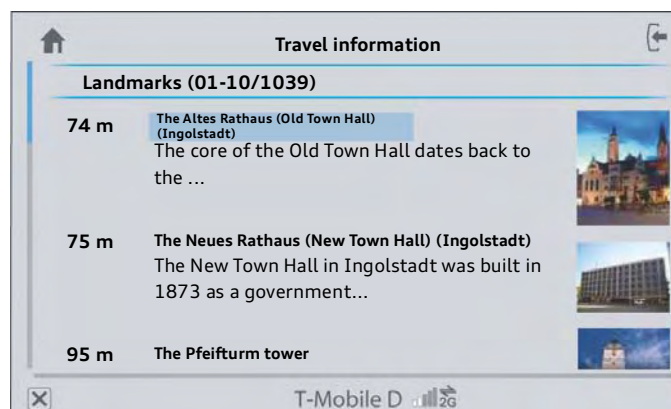 Travel information
Landmarks (01-10/1039)
74 m
The Altes Rathaus (Old Town Hall)
(Ingolstadt)
The core of the Old Town Hall dates back to
the ...
75 m
The Neues Rathaus (New Town Hall) (Ingolstadt)
The New Town Hall in Ingolstadt was built in
1873 as a government...
95 m
The Pfeifturm tower
T-Mobile D 2G